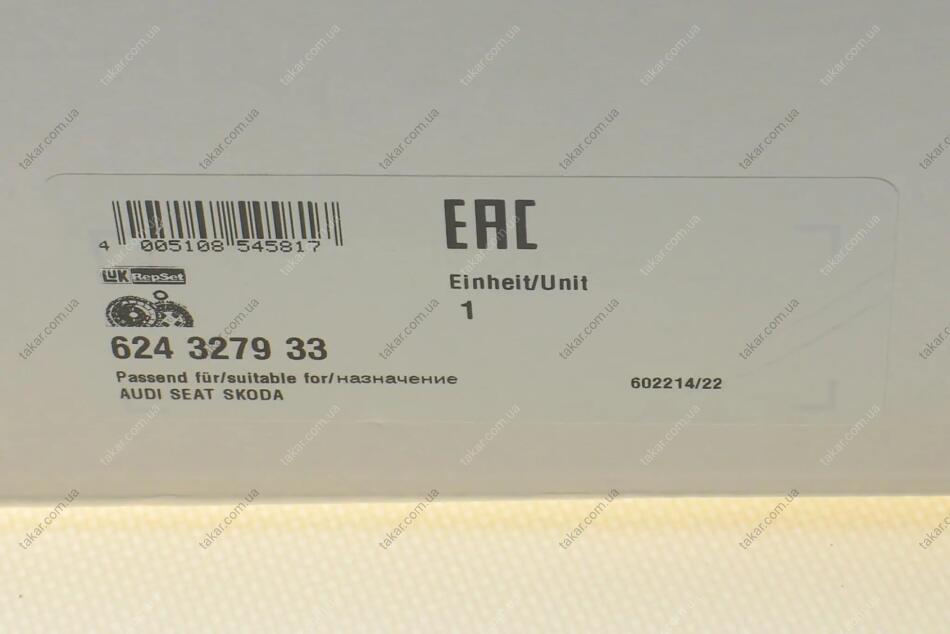 4 005108 545817
EAC
LuK RepSet
Einheit/Unit
1
624 3279 33
Passend für/suitable for/назначение
AUDI SEAT SKODA
602214/22
takar.com.ua